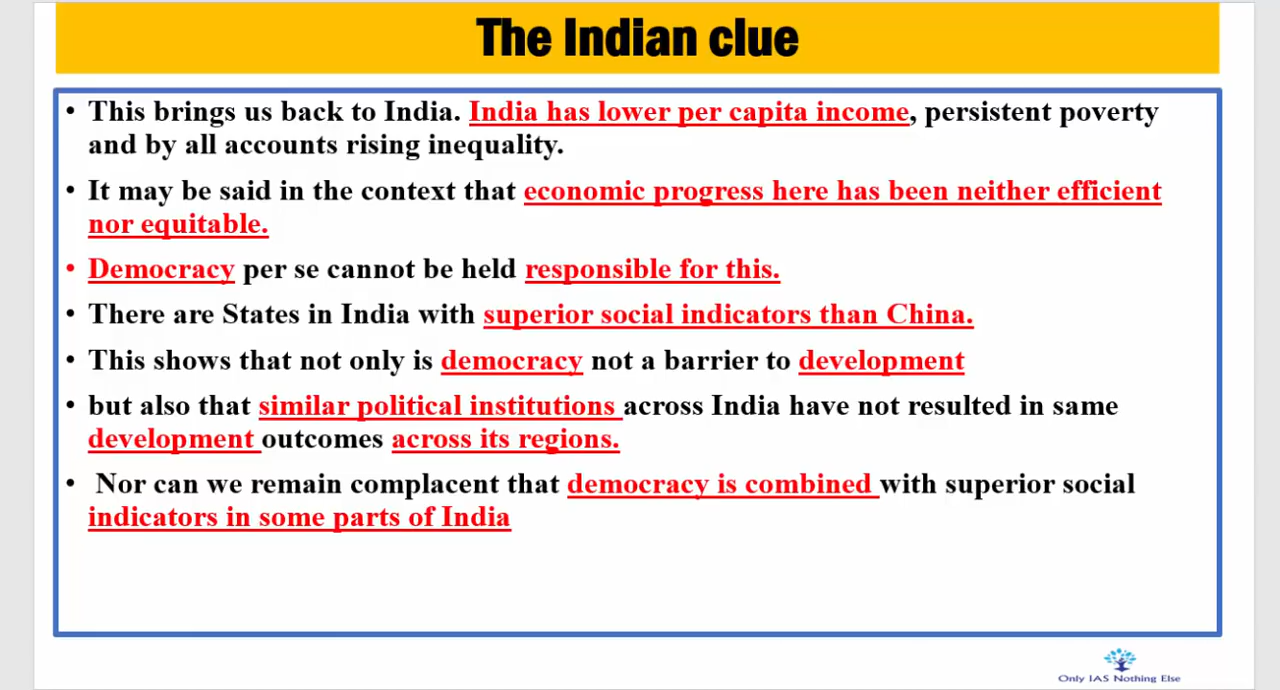 The Indian clue
• This brings us back to India. India has lower per capita income, persistent poverty
and by all accounts rising inequality.
• It may be said in the context that economic progress here has been neither efficient
nor equitable.
• Democracy per se cannot be held responsible for this.
• There are States in India with superior social indicators than China.
• This shows that not only is democracy not a barrier to development
• but also that similar political institutions across India have not resulted in same
development outcomes across its regions.
• Nor can we remain complacent that democracy is combined with superior social
indicators in some parts of India
Only IAS Nothing Else